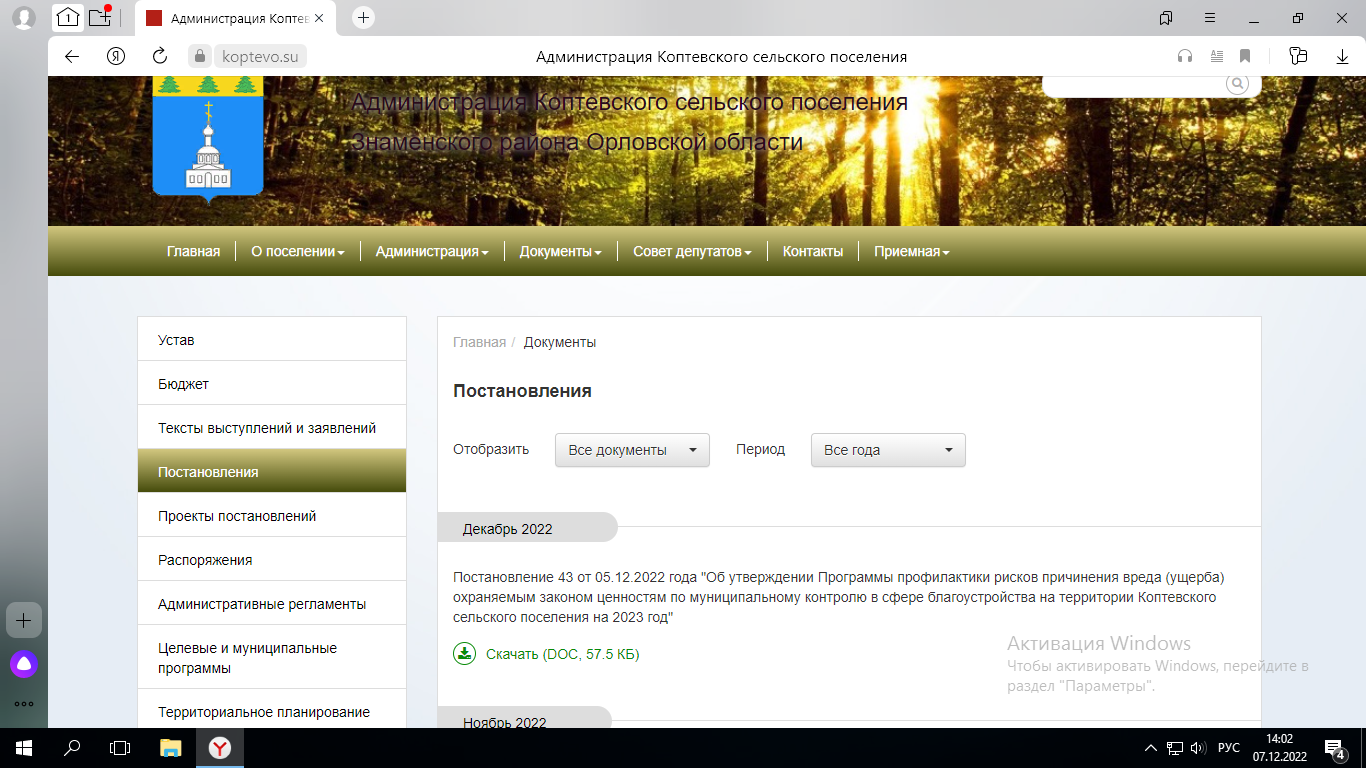 1
Администрация Коптев
koptevo.su
Администрация Коптевского сельского поселения
Администрация Коптевского сельского поселения
Знаменского района Орловской области
Главная О поселении Администрация Документы Совет депутатов Контакты Приемная
Устав
Бюджет
Тексты выступлений и заявлений
Постановления
Проекты постановлений
Распоряжения
Административные регламенты
Целевые и муниципальные
программы
Территориальное планирование
Главная / Документы
Постановления
Отобразить Все документы Период Все года
Декабрь 2022
Постановление 43 от 05.12.2022 года "Об утверждении Программы профилактики рисков причинения вреда (ущерба)
охраняемым законом ценностям по муниципальному контролю в сфере благоустройства на территории Коптевского
сельского поселения на 2023 год"
Скачать (DOC, 57.5 КБ)
Ноябрь 2022
Активация Windows
Чтобы активировать Windows, перейдите в
раздел "Параметры".
РУС
14:02
07.12.2022
4